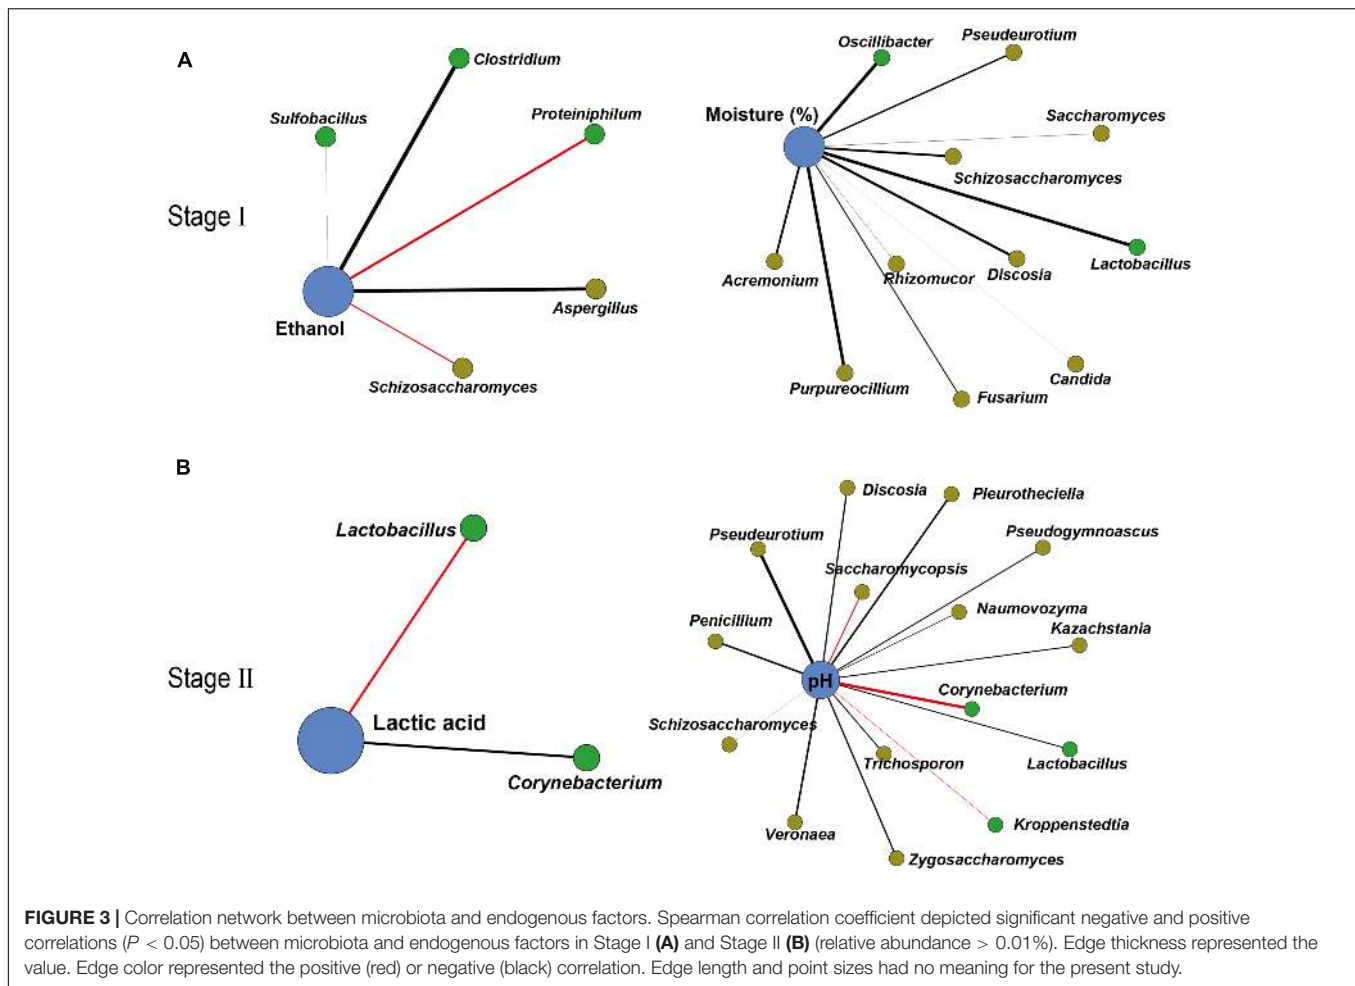 A
Clostridium
Sulfobacillus
Proteiniphilum
Stage I
Ethanol
Aspergillus
Schizosaccharomyces
Oscillibacter
Pseudeurotium
Moisture (%)
Saccharomyces
Schizosaccharomyces
Lactobacillus
Acremonium
Rhizomucor
Discosia
Purpureocillium
Candida
Fusarium
B
Lactobacillus
Stage II
Lactic acid
Corynebacterium
Discosia
Pleurotheciella
Pseudeurotium
Pseudogymnoascus
Saccharomycopsis
Penicillium
Naumovozyma
Kazachstania
pH
Corynebacterium
Schizosaccharomyces
Trichosporon
Lactobacillus
Veronaea
Kroppenstedtia
Zygosaccharomyces
FIGURE 3 | Correlation network between microbiota and endogenous factors. Spearman correlation coefficient depicted significant negative and positive
correlations (P < 0.05) between microbiota and endogenous factors in Stage I (A) and Stage II (B) (relative abundance > 0.01%). Edge thickness represented the
value. Edge color represented the positive (red) or negative (black) correlation. Edge length and point sizes had no meaning for the present study.